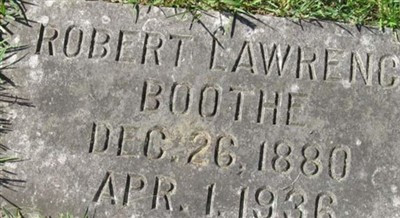 ROBERT LAWRENC
BOOTHE
DEC. 26, 1880
APR. 1, 1936